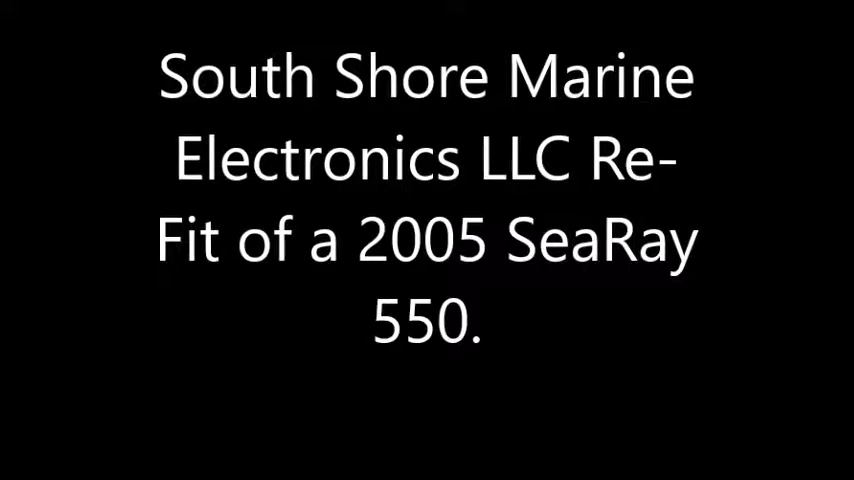 South Shore Marine
Electronics LLC Re-
Fit of a 2005 SeaRay
550.